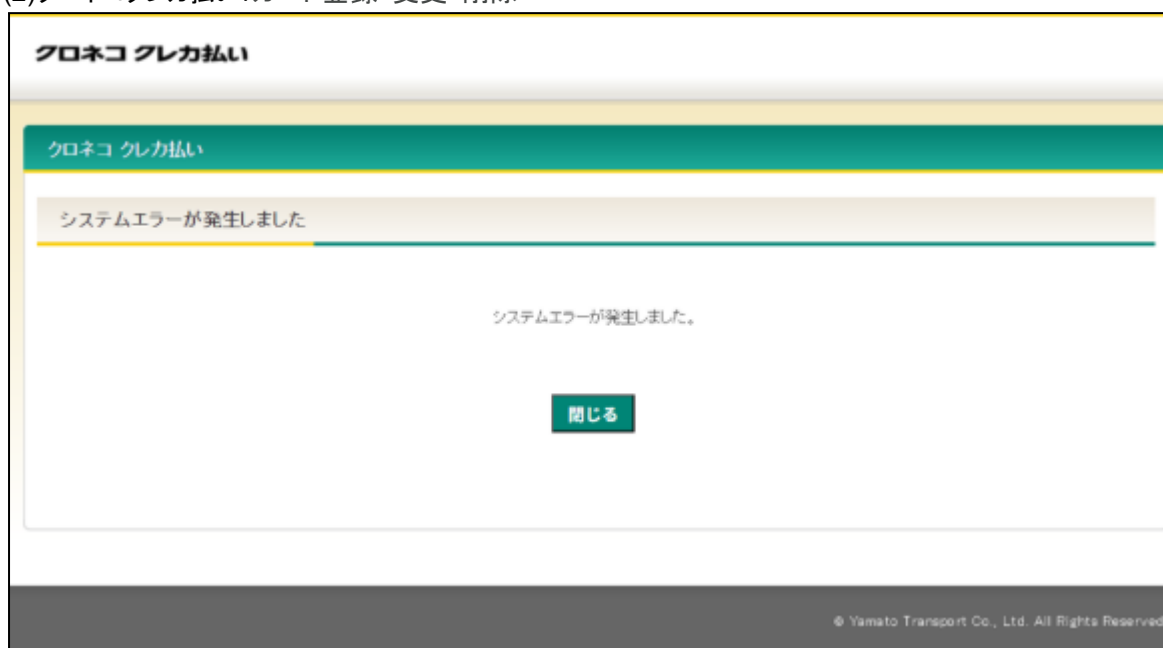 クロネコ クレカ払い
クロネコ クレカ払い
システムエラーが発生しました
システムエラーが発生しました。
閉じる
© Yamato Transport Co., Ltd. All Rights Reserved